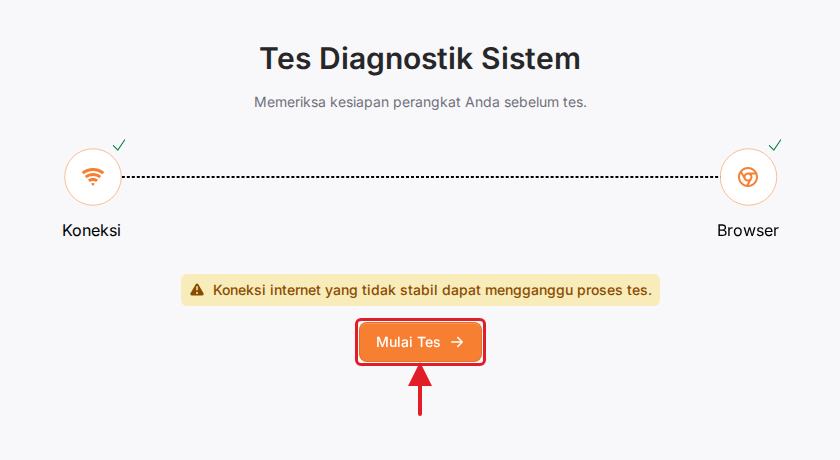 Tes Diagnostik Sistem
Memeriksa kesiapan perangkat Anda sebelum tes.
Koneksi
Browser
Koneksi internet yang tidak stabil dapat mengganggu proses tes.
Mulai Tes